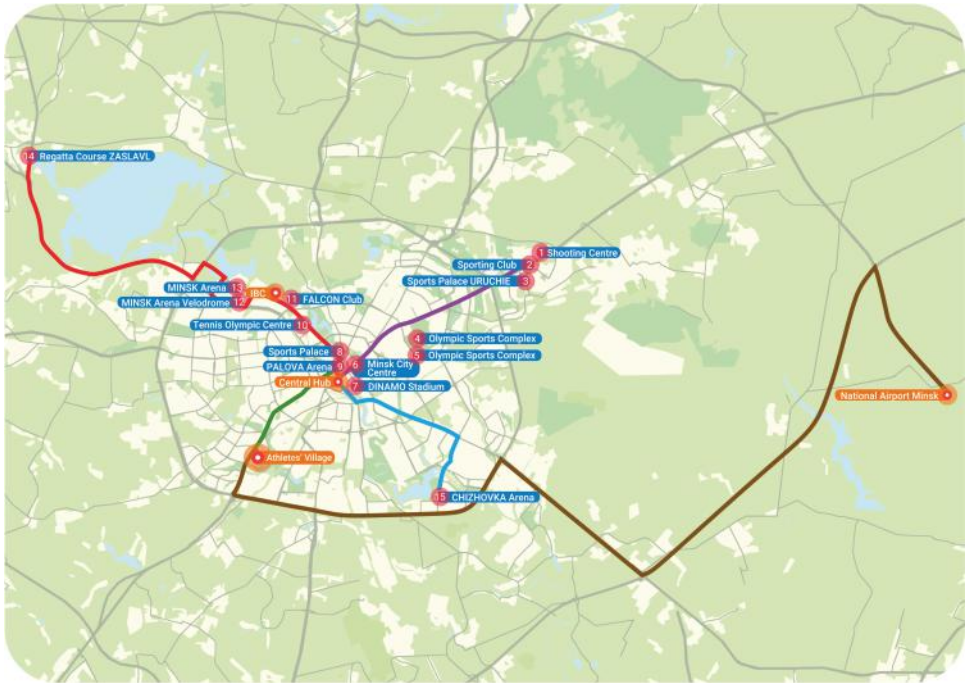 14 Regatta Course ZASLAVL
1 Shooting Centre
Sporting Club 2
Sports Palace URUCHIE 3
MINSK Arena 13
IBC
MINSK Arena Velodrome 12
11 FALCON Club
Tennis Olympic Centre 10
4 Olympic Sports Complex
Sports Palace 8
5 Olympic Sports Complex
PALOVA Arena 9
6 Minsk City
Centre
Central Hub
7 DINAMO Stadium
National Airport Minsk
Athletes' Village
15 CHIZHOVKA Arena